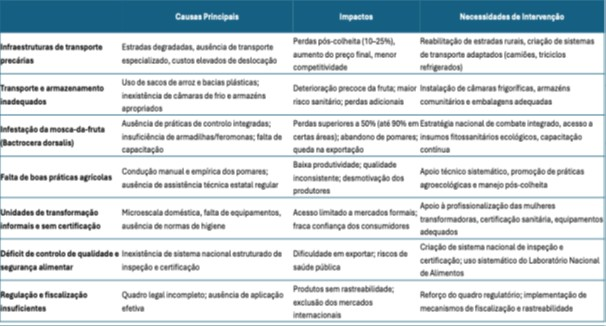 Causas Principais Impactos Necessidades de Intervenção
Infraestruturas de transporte precárias
Estradas degradadas, ausência de transporte
especializado, custos elevados de deslocação
Perdas pós-colheita (10–25%),
aumento do preço final, menor
competitividade
Reabilitação de estradas rurais, criação de sistemas
de transporte adaptados (camiões, triciclos
refrigerados)
Transporte e armazenamento
inadequados
Uso de sacos de arroz e bacias plásticas;
inexistência de câmaras de frio e armazéns
apropriados
Deterioração precoce da fruta; maior
risco sanitário; perdas adicionais
Instalação de câmaras frigoríficas, armazéns
comunitários e embalagens adequadas
Infestação da mosca-da-fruta
(Bactrocera dorsalis)
Ausência de práticas de controlo integradas;
insuficiência de armadilhas/feromonas; falta de
capacitação
Perdas superiores a 50% (até 90% em
certas áreas); abandono de pomares;
queda na exportação
Estratégia nacional de combate integrado, acesso a
insumos fitossanitários ecológicos, capacitação
contínua
Falta de boas práticas agrícolas
Condução manual e empírica dos pomares;
ausência de assistência técnica estatal regular
Baixa produtividade; qualidade
inconsistente; desmotivação dos
produtores
Apoio técnico sistemático, promoção de práticas
agroecológicas e manejo pós-colheita
Unidades de transformação
informais e sem certificação
Microescala doméstica, falta de equipamentos,
ausência de normas de higiene
Acesso limitado a mercados formais;
fraca confiança dos consumidores
Apoio à profissionalização das mulheres
transformadoras, certificação sanitária, equipamentos
adequados
Déficit de controlo de qualidade e
segurança alimentar
Inexistência de sistema nacional estruturado de
inspeção e certificação
Dificuldade em exportar; riscos de
saúde pública
Criação de sistema nacional de inspeção e
certificação; uso sistemático do Laboratório Nacional
de Alimentos
Regulação e fiscalização
insuficientes
Quadro legal incompleto; ausência de aplicação
efetiva
Produtos sem rastreabilidade;
exclusão dos mercados
internacionais
Reforço do quadro regulatório; implementação de
mecanismos de fiscalização e rastreabilidade